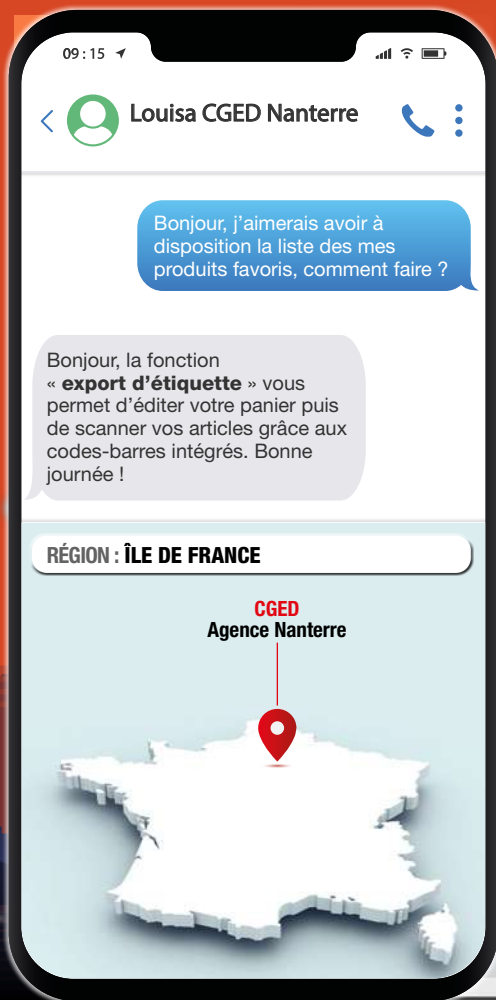 09:15
Louisa CGED Nanterre
Bonjour, j’aimerais avoir à
disposition la liste des mes
produits favoris, comment faire ?
Bonjour, la fonction
« export d’étiquette » vous
permet d’éditer votre panier puis
de scanner vos articles grâce aux
codes-barres intégrés. Bonne
journée !
RÉGION : ÎLE DE FRANCE
CGED
Agence Nanterre